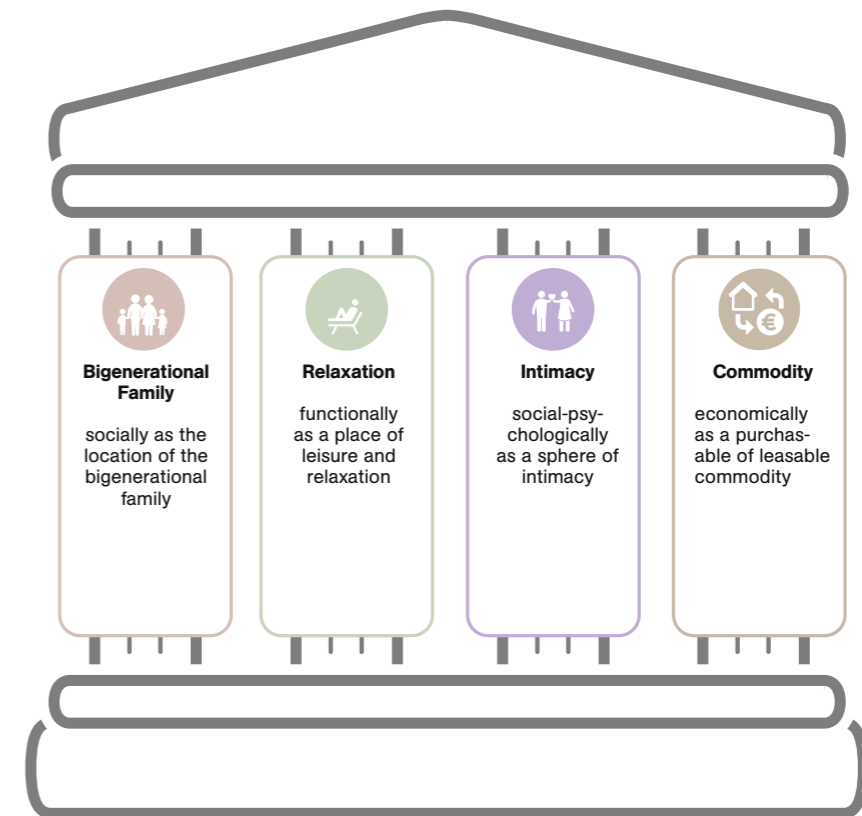 Bigenerational
Family
socially as the
location of the
bigenerational
family
Relaxation
functionally
as a place of
leisure and
relaxation
Intimacy
social-psy-
chologically
as a sphere of
intimacy
€
Commodity
economically
as a purchas-
able of leasable
commodity